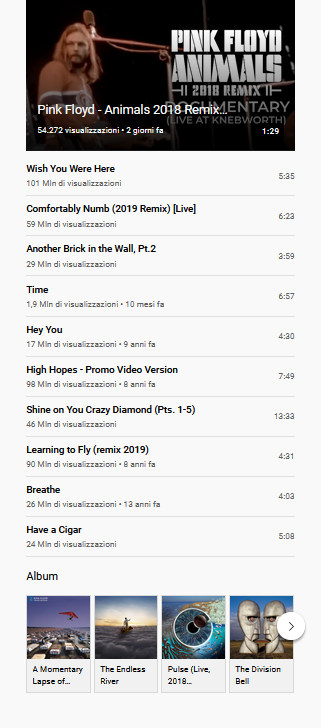 PINK FLOYD
ANIMALS
2018 REMIX
DOCUMENTARY
(LIVE AT KNEBWORTH)
Pink Floyd - Animals 2018 Remix...
54.272 visualizzazioni • 2 giorni fa
1:29
Wish You Were Here
5:35
101 Mln di visualizzazioni
Comfortably Numb (2019 Remix) [Live]
6:23
59 Mln di visualizzazioni
Another Brick in the Wall, Pt.2
3:59
29 Mln di visualizzazioni
Time
6:57
1,9 Mln di visualizzazioni • 10 mesi fa
Hey You
4:30
17 Mln di visualizzazioni • 9 anni fa
High Hopes - Promo Video Version
7:49
98 Mln di visualizzazioni • 8 anni fa
Shine on You Crazy Diamond (Pts. 1-5)
13:33
46 Mln di visualizzazioni
Learning to Fly (remix 2019)
4:31
90 Mln di visualizzazioni • 8 anni fa
Breathe
4:03
26 Mln di visualizzazioni • 13 anni fa
Have a Cigar
5:08
24 Mln di visualizzazioni
Album
A Momentary
Lapse of...
The Endless
River
Pulse (Live,
2018...
The Division
Bell